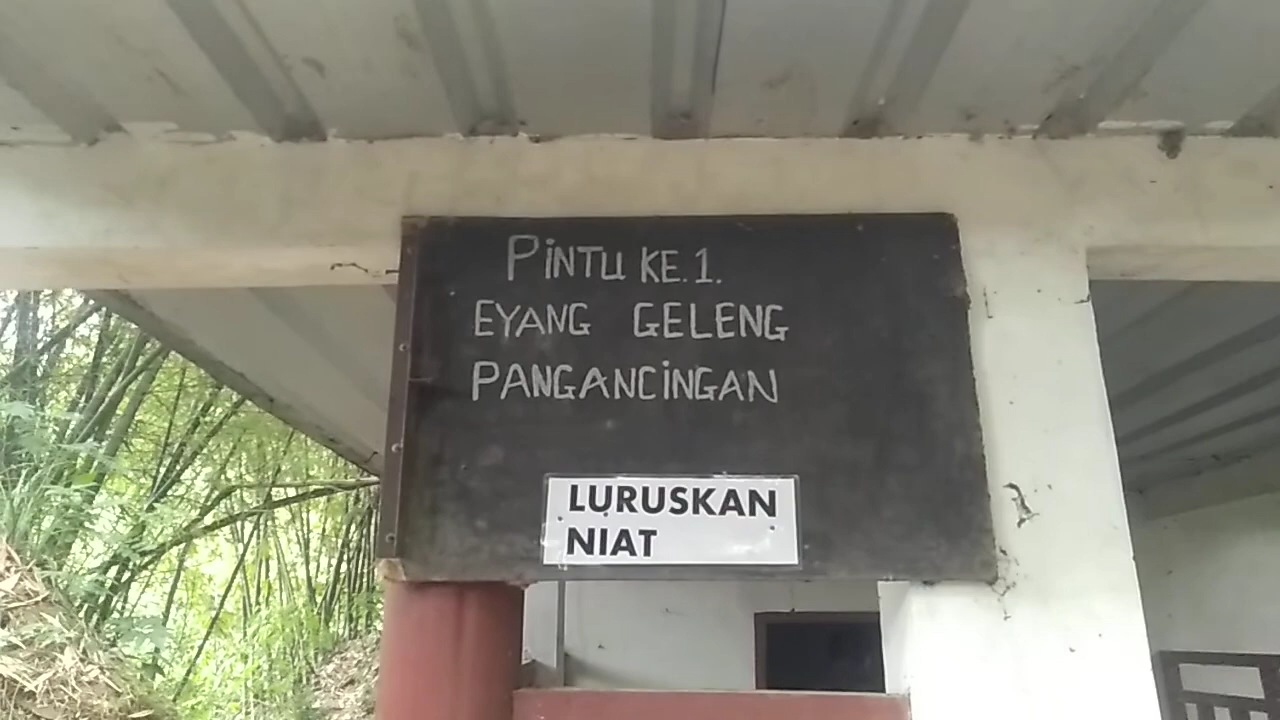 PiNTU KE.1.
EYANG GELENG
PANGANCiNGAN
LURUSKAN
NIAT